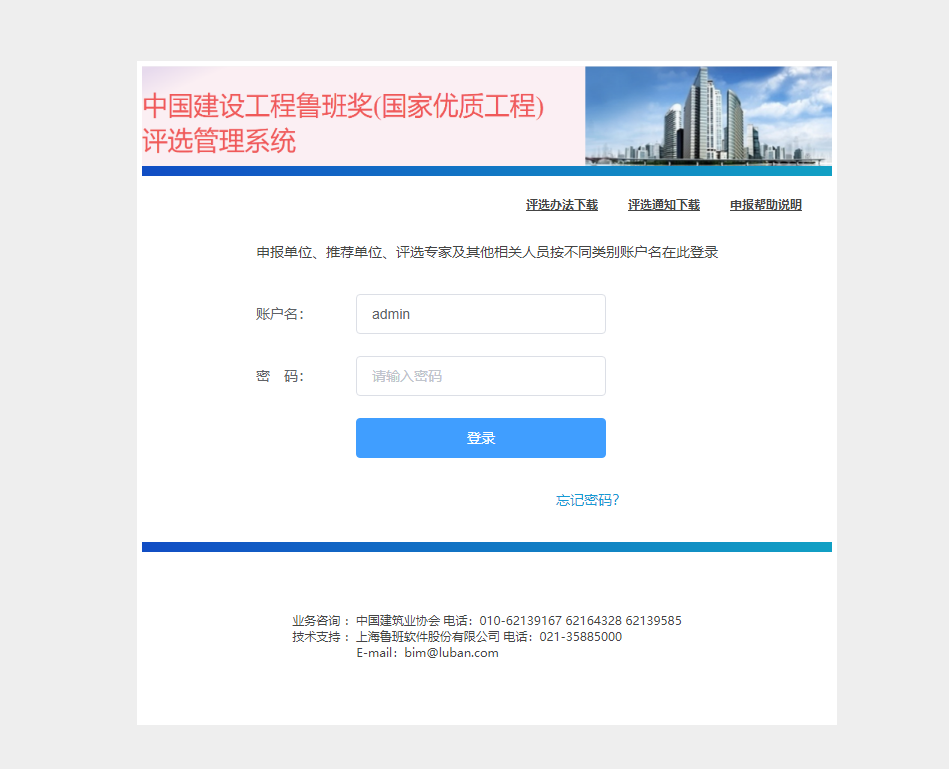 中国建设工程鲁班奖(国家优质工程)
评选管理系统
评选办法下载 评选通知下载 申报帮助说明
申报单位、推荐单位、评选专家及其他相关人员按不同类别账户名在此登录
账户名： admin
密 码： 请输入密码
登录
忘记密码？
业务咨询 ：中国建筑业协会 电话：010-62139167 62164328 62139585
技术支持 ：上海鲁班软件股份有限公司 电话：021-35885000
E-mail：bim@luban.com